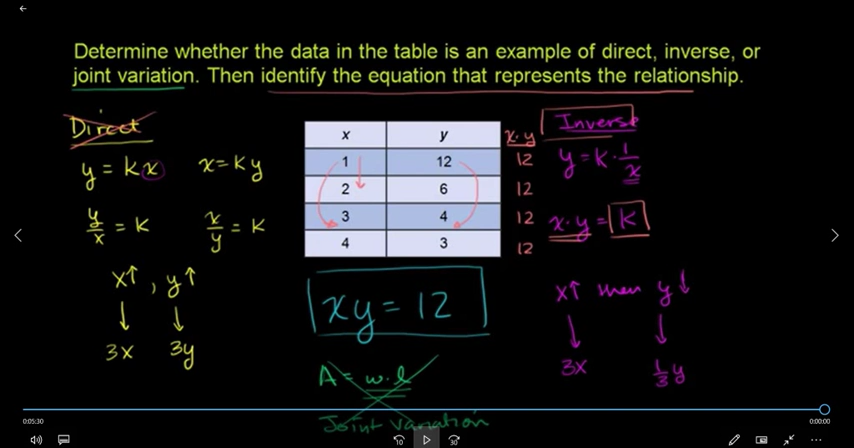 Determine whether the data in the table is an example of direct, inverse, or
joint variation. Then identify the equation that represents the relationship.
Direct
y = kx x = ky
y/x = k x/y = k
x↑, y↑
3x 3y
x y
1 12
2 6
3 4
4 3
x·y
12
12
12
12
xy = 12
A = w·l
Joint Variation
Inverse
y = k · 1/x
x·y = k
x↑ then y↓
3x 1/3 y
0:05:30 0:00:00
10 30